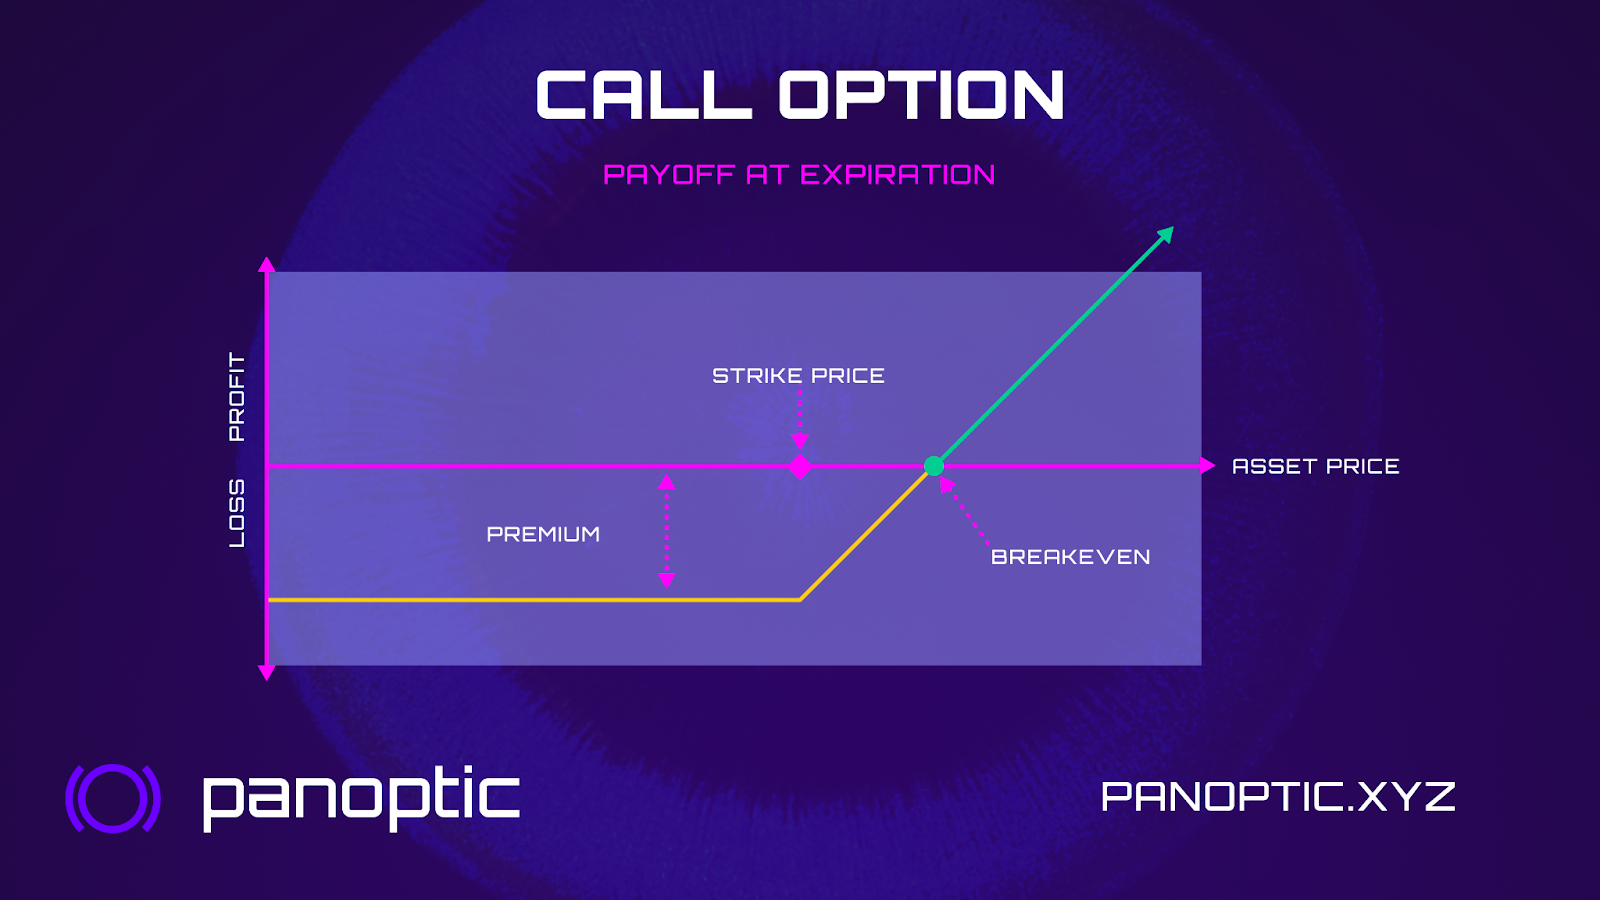 CALL OPTION
PAYOFF AT EXPIRATION
PROFIT
LOSS
STRIKE PRICE
ASSET PRICE
PREMIUM
BREAKEVEN
panoptic
PANOPTIC.XYZ